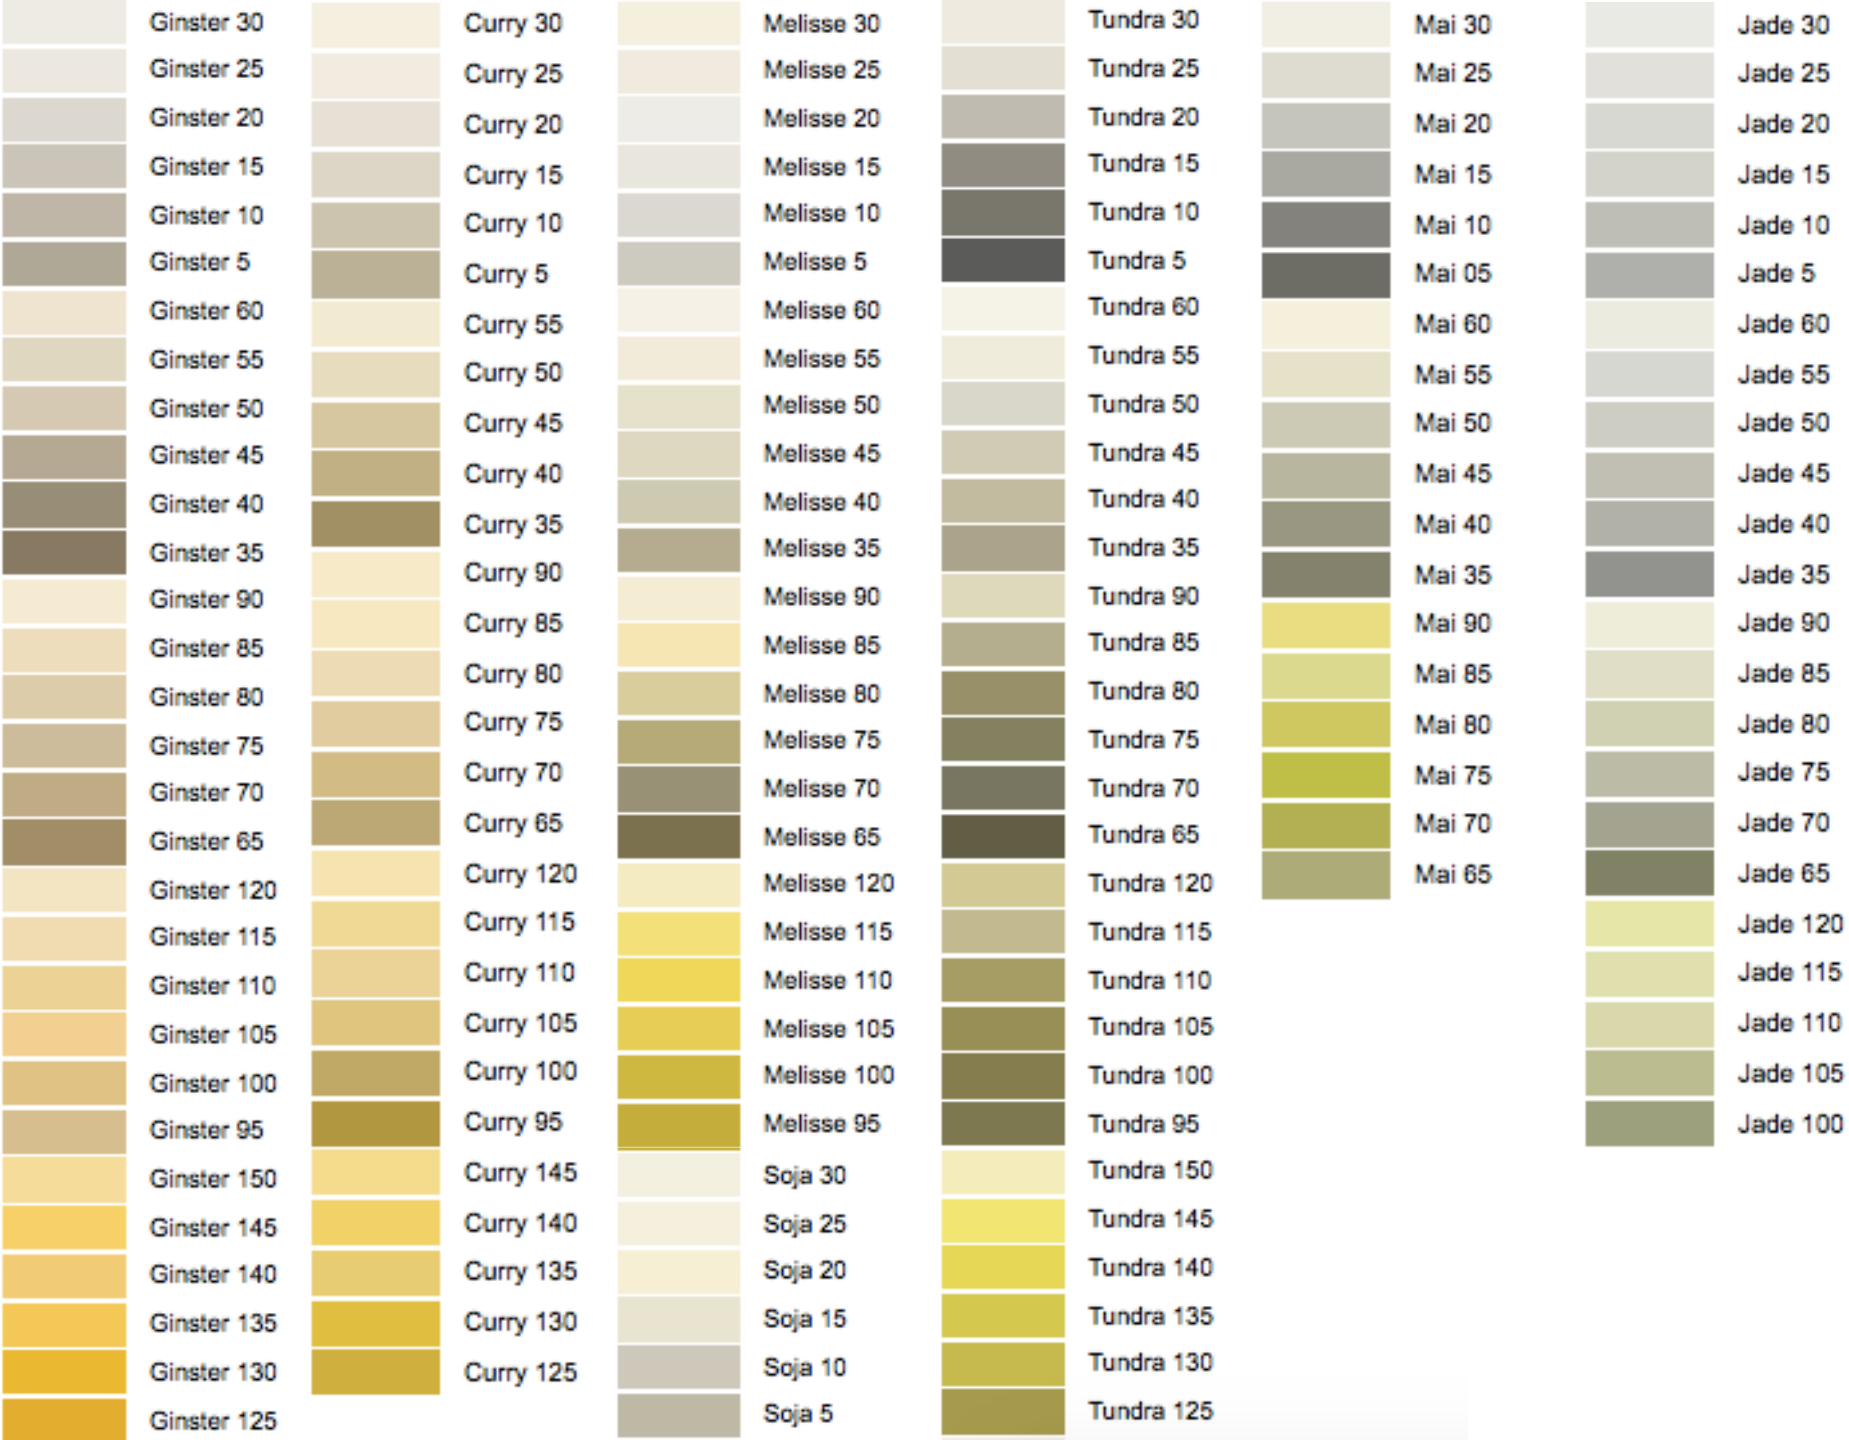 Ginster 30
Ginster 25
Ginster 20
Ginster 15
Ginster 10
Ginster 5
Ginster 60
Ginster 55
Ginster 50
Ginster 45
Ginster 40
Ginster 35
Ginster 90
Ginster 85
Ginster 80
Ginster 75
Ginster 70
Ginster 65
Ginster 120
Ginster 115
Ginster 110
Ginster 105
Ginster 100
Ginster 95
Ginster 150
Ginster 145
Ginster 140
Ginster 135
Ginster 130
Ginster 125
Curry 30
Curry 25
Curry 20
Curry 15
Curry 10
Curry 5
Curry 55
Curry 50
Curry 45
Curry 40
Curry 35
Curry 90
Curry 85
Curry 80
Curry 75
Curry 70
Curry 65
Curry 120
Curry 115
Curry 110
Curry 105
Curry 100
Curry 95
Curry 145
Curry 140
Curry 135
Curry 130
Curry 125
Melisse 30
Melisse 25
Melisse 20
Melisse 15
Melisse 10
Melisse 5
Melisse 60
Melisse 55
Melisse 50
Melisse 45
Melisse 40
Melisse 35
Melisse 90
Melisse 85
Melisse 80
Melisse 75
Melisse 70
Melisse 65
Melisse 120
Melisse 115
Melisse 110
Melisse 105
Melisse 100
Melisse 95
Soja 30
Soja 25
Soja 20
Soja 15
Soja 10
Soja 5
Tundra 30
Tundra 25
Tundra 20
Tundra 15
Tundra 10
Tundra 5
Tundra 60
Tundra 55
Tundra 50
Tundra 45
Tundra 40
Tundra 35
Tundra 90
Tundra 85
Tundra 80
Tundra 75
Tundra 70
Tundra 65
Tundra 120
Tundra 115
Tundra 110
Tundra 105
Tundra 100
Tundra 95
Tundra 150
Tundra 145
Tundra 140
Tundra 135
Tundra 130
Tundra 125
Mai 30
Mai 25
Mai 20
Mai 15
Mai 10
Mai 05
Mai 60
Mai 55
Mai 50
Mai 45
Mai 40
Mai 35
Mai 90
Mai 85
Mai 80
Mai 75
Mai 70
Mai 65
Jade 30
Jade 25
Jade 20
Jade 15
Jade 10
Jade 5
Jade 60
Jade 55
Jade 50
Jade 45
Jade 40
Jade 35
Jade 90
Jade 85
Jade 80
Jade 75
Jade 70
Jade 65
Jade 120
Jade 115
Jade 110
Jade 105
Jade 100